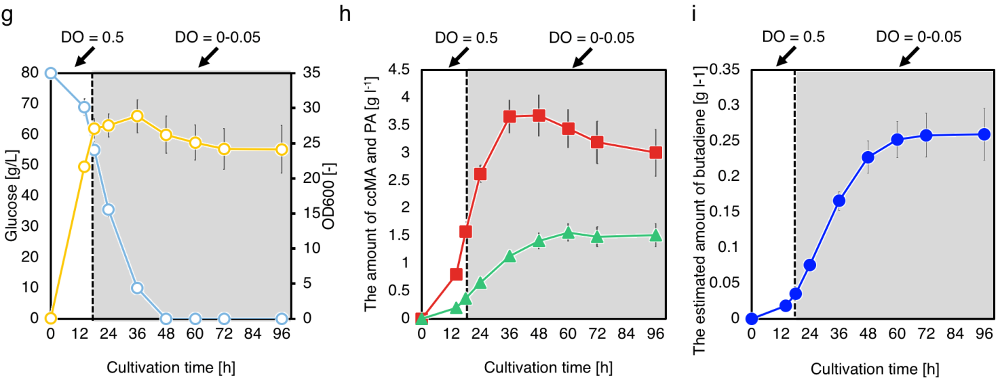 g
DO = 0.5
DO = 0-0.05
80
70
60
50
40
30
20
10
0
Glucose [g/L]
35
30
25
20
15
10
5
0
OD600 [-]
0 12 24 36 48 60 72 84 96
Cultivation time [h]
h
DO = 0.5
DO = 0-0.05
4.5
4
3.5
3
2.5
2
1.5
1
0.5
0
The amount of ccMA and PA [g l⁻¹]
0 12 24 36 48 60 72 84 96
Cultivation time [h]
i
DO = 0.5
DO = 0-0.05
0.35
0.3
0.25
0.2
0.15
0.1
0.05
0
The estimated amount of butadiene [g l-1]
0 12 24 36 48 60 72 84 96
Cultivation time [h]